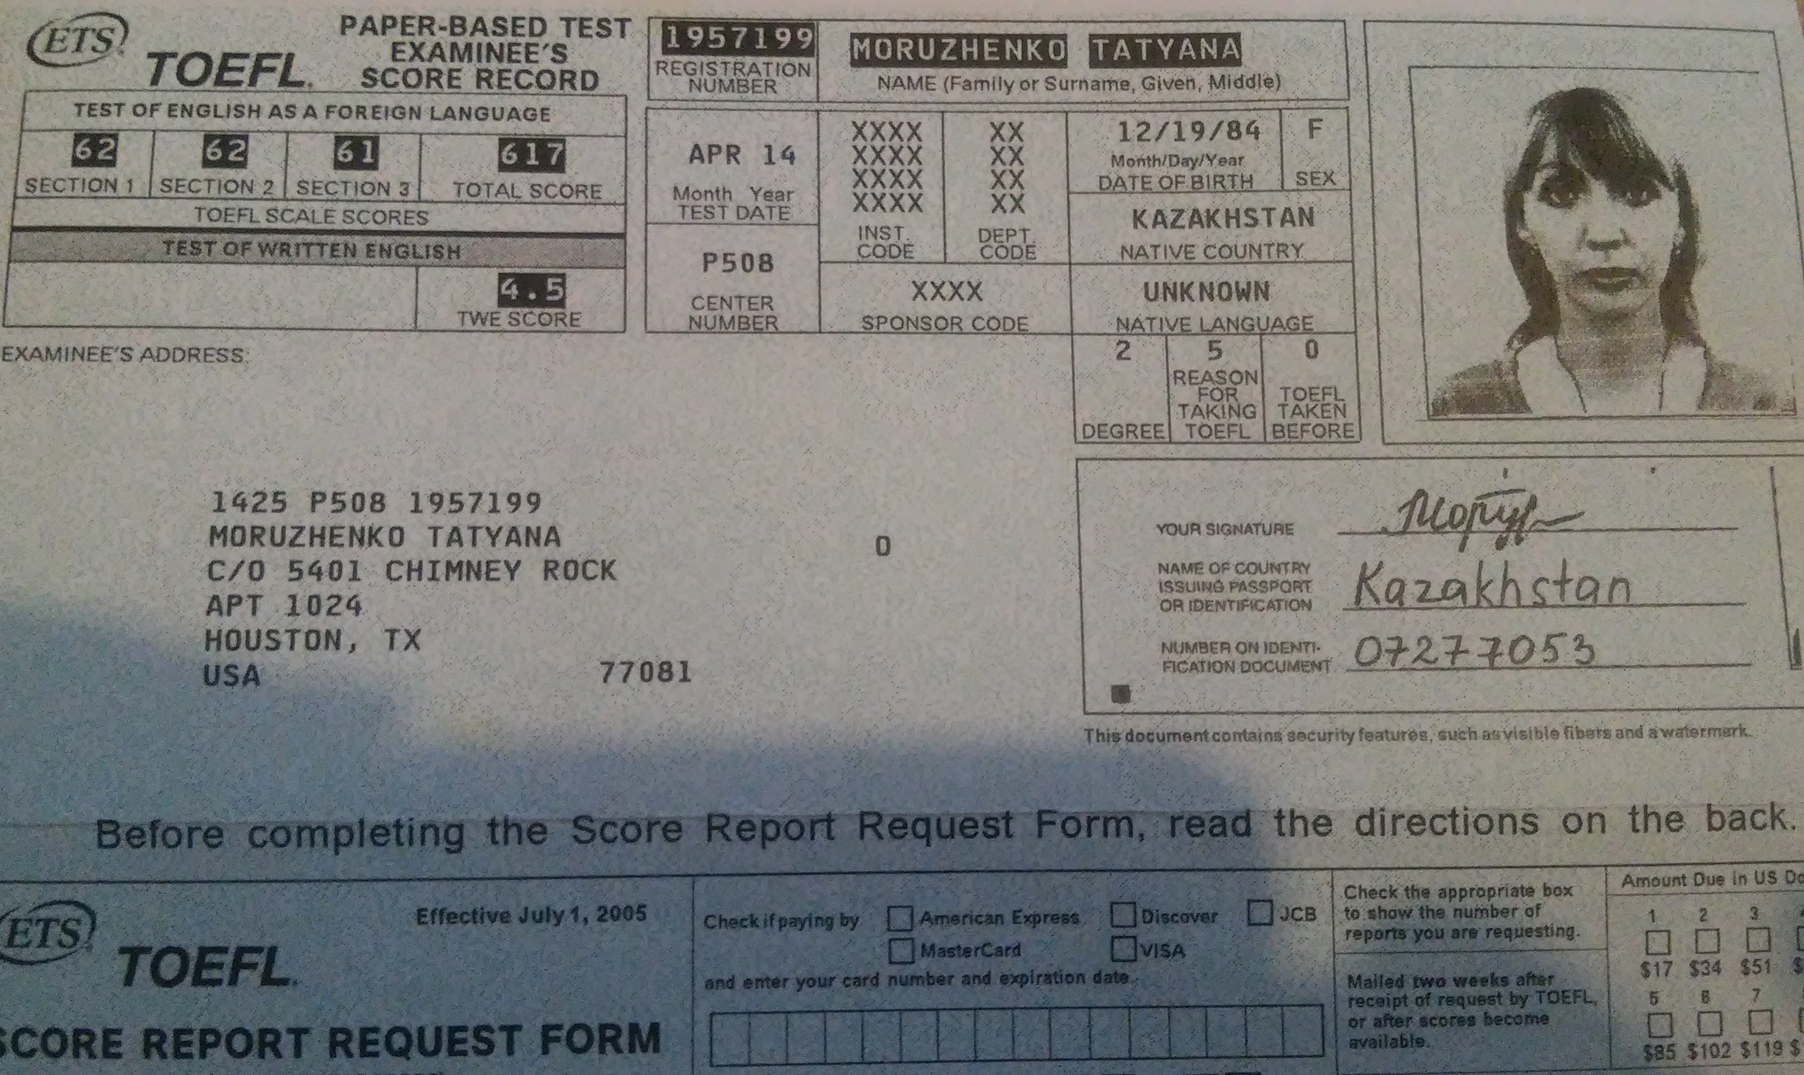 ETS
TOEFL.
PAPER-BASED TEST
EXAMINEE'S
SCORE RECORD
TEST OF ENGLISH AS A FOREIGN LANGUAGE
62 62 61 617
SECTION 1 SECTION 2 SECTION 3 TOTAL SCORE
TOEFL SCALE SCORES
TEST OF WRITTEN ENGLISH
4.5
TWE SCORE
1957199
REGISTRATION
NUMBER
MORUZHENKO TATYANA
NAME (Family or Surname, Given, Middle)
APR 14
Month Year
TEST DATE
XXXX XX
XXXX XX
XXXX XX
XXXX XX
INST. DEPT.
CODE CODE
12/19/84
Month/Day/Year
DATE OF BIRTH
F
SEX
KAZAKHSTAN
NATIVE COUNTRY
P508
CENTER
NUMBER
XXXX
SPONSOR CODE
UNKNOWN
NATIVE LANGUAGE
2 5 0
DEGREE
REASON
FOR
TAKING
TOEFL
TOEFL
TAKEN
BEFORE
EXAMINEE'S ADDRESS:
1425 P508 1957199
MORUZHENKO TATYANA
0
C/O 5401 CHIMNEY ROCK
APT 1024
HOUSTON, TX
USA 77081
YOUR SIGNATURE
NAME OF COUNTRY
ISSUING PASSPORT
OR IDENTIFICATION
Kazakhstan
NUMBER ON IDENTI-
FICATION DOCUMENT
07277053
This document contains security features, such as visible fibers and a watermark.
Before completing the Score Report Request Form, read the directions on the back.
ETS
TOEFL.
Effective July 1, 2005
SCORE REPORT REQUEST FORM
Check if paying by American Express Discover JCB
MasterCard VISA
and enter your card number and expiration date.
Check the appropriate box
to show the number of
reports you are requesting.
Mailed two weeks after
receipt of request by TOEFL,
or after scores become
available.
Amount Due in US Do
1 2 3
$17 $34 $51 $
5 6 7
$85 $102 $119 $